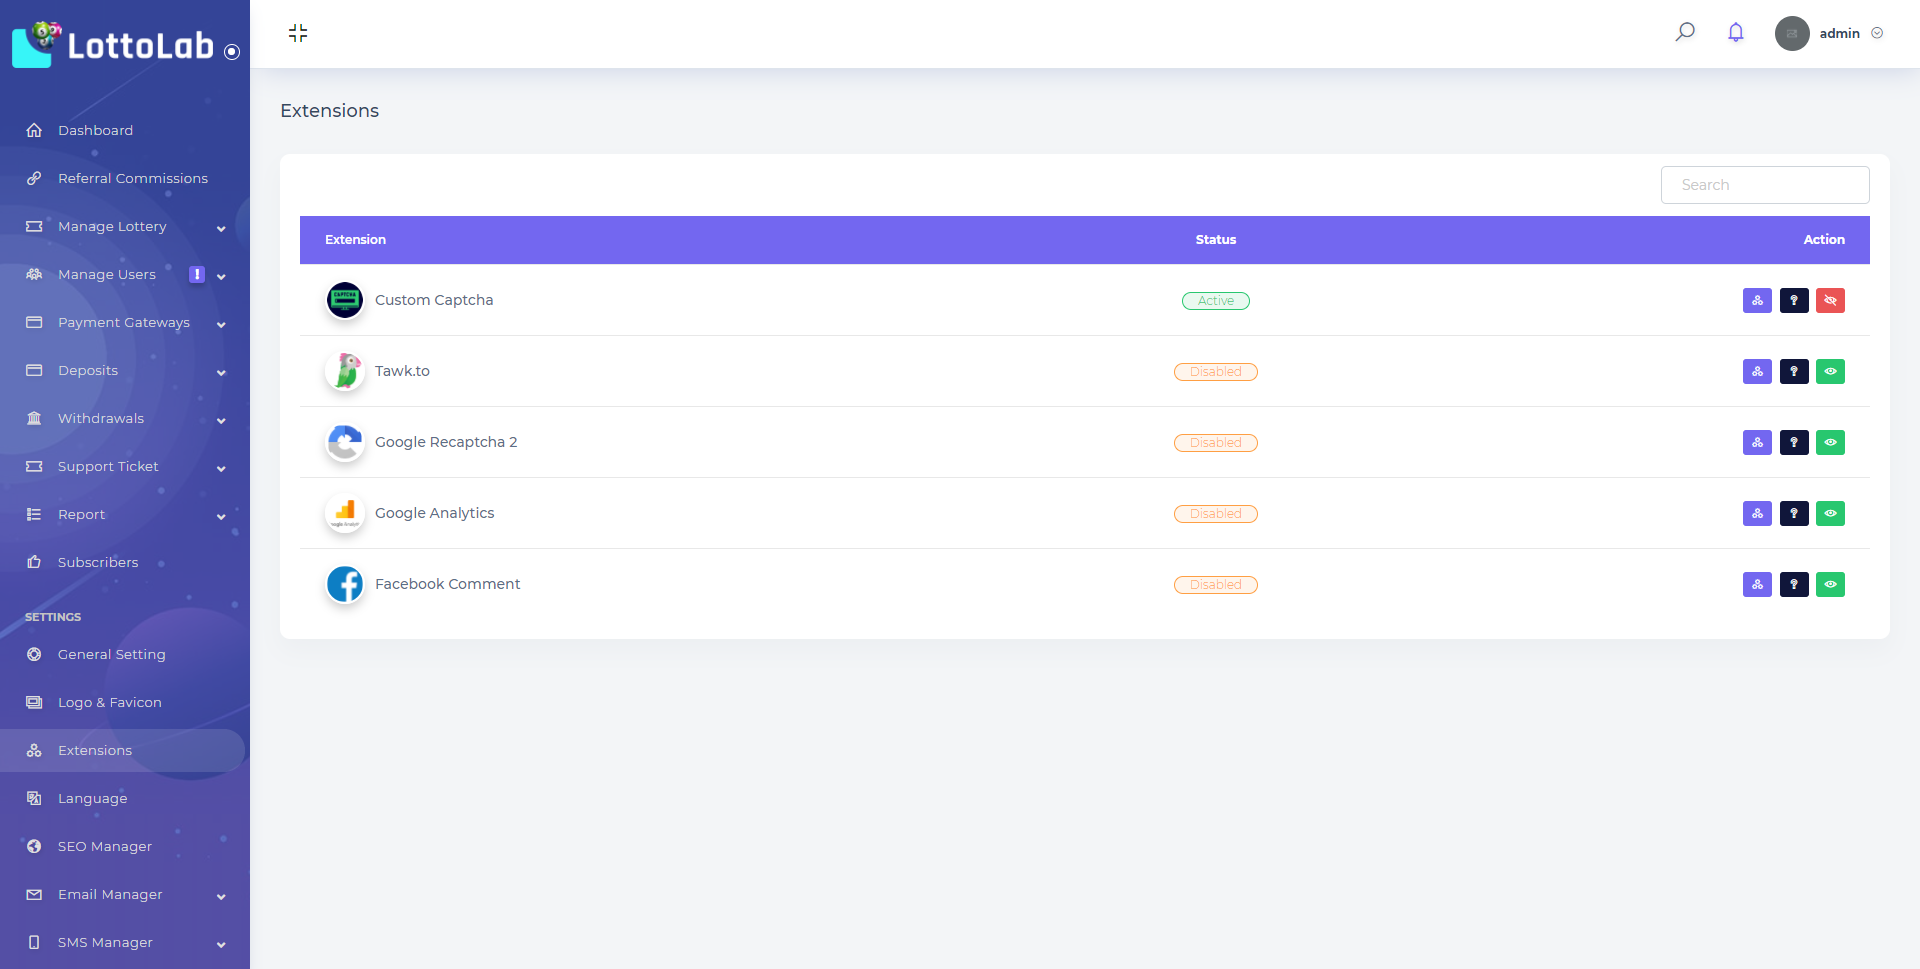 LottoLab
admin
Dashboard
Referral Commissions
Manage Lottery
Manage Users
Payment Gateways
Deposits
Withdrawals
Support Ticket
Report
Subscribers
SETTINGS
General Setting
Logo & Favicon
Extensions
Language
SEO Manager
Email Manager
SMS Manager
Extensions
Search
Extension Status Action
CAPTCHA
Custom Captcha Active
Tawk.to Disabled
Google Recaptcha 2 Disabled
Google Analytics Disabled
Facebook Comment Disabled